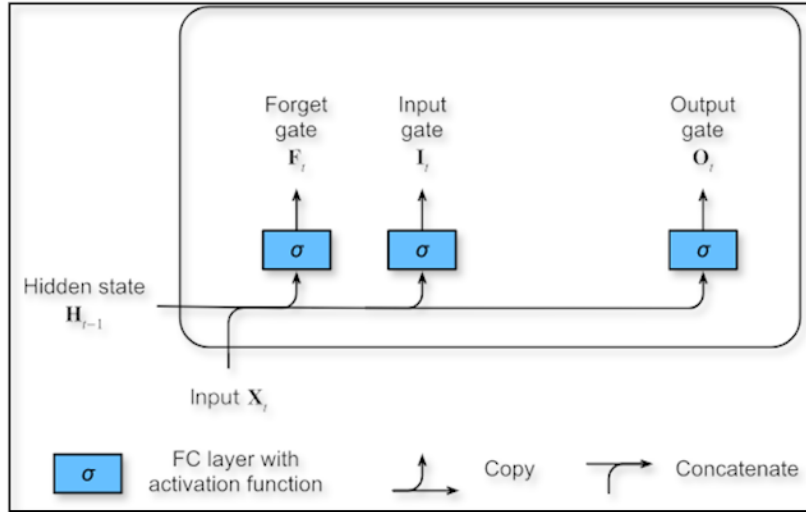 Forget
gate
F_t
Input
gate
I_t
Output
gate
O_t
σ
σ
σ
Hidden state
H_{t-1}
Input X_t
σ
FC layer with
activation function
Copy
Concatenate